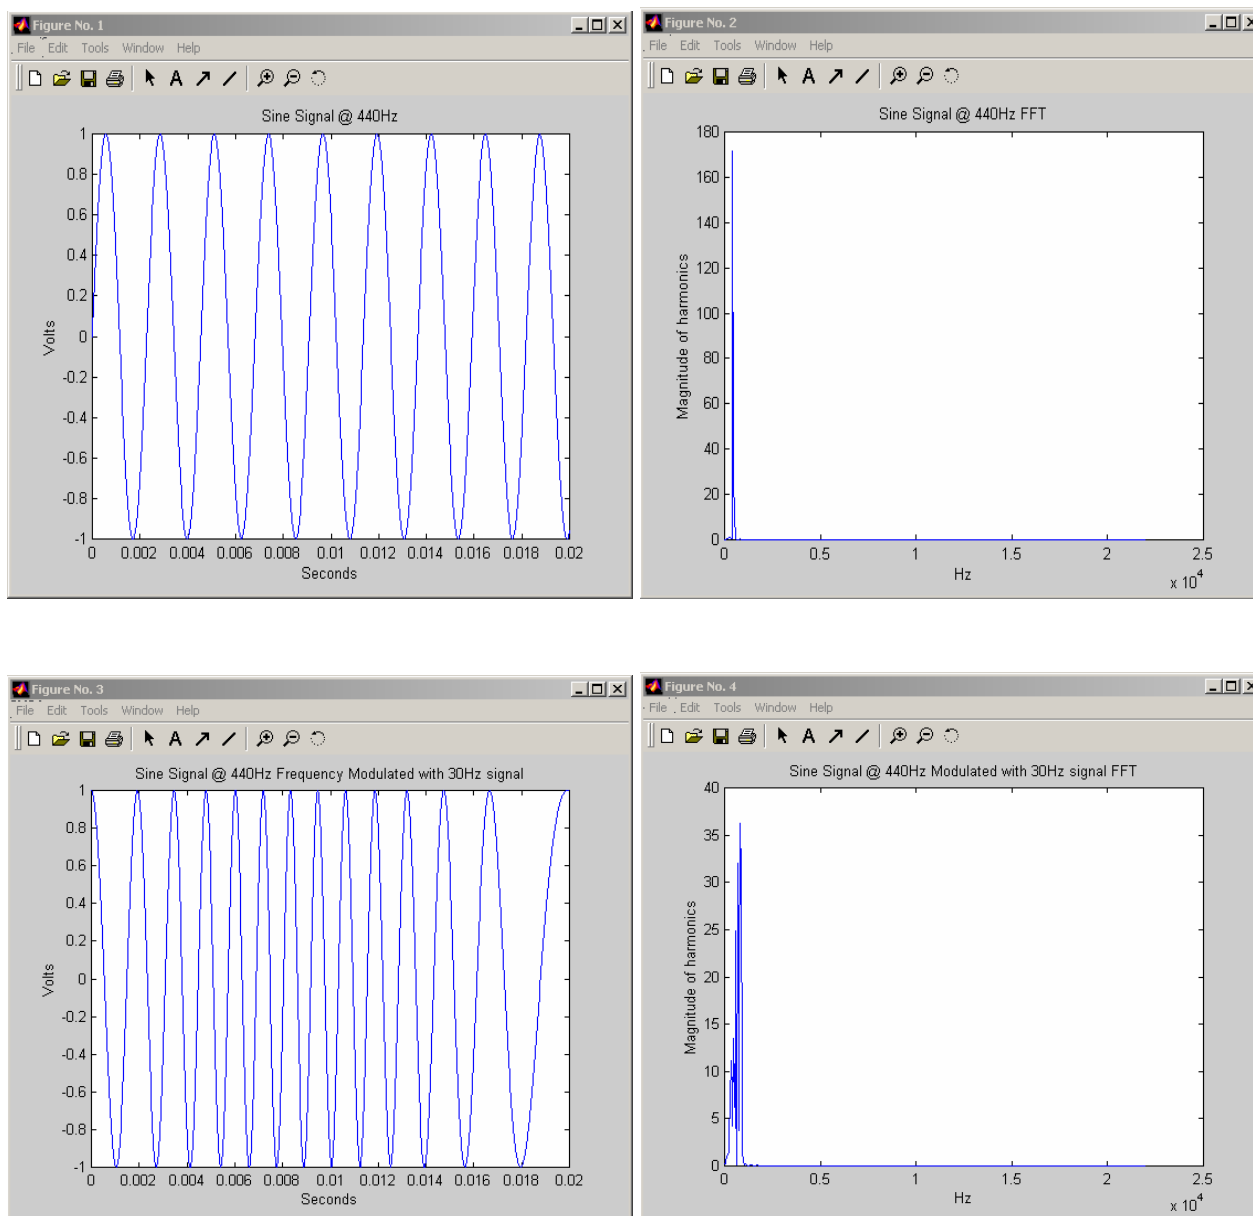 Figure No. 1
File Edit Tools Window Help
A
Sine Signal @ 440Hz
1
0.8
0.6
0.4
0.2
0
-0.2
-0.4
-0.6
-0.8
-1
Volts
0 0.002 0.004 0.006 0.008 0.01 0.012 0.014 0.016 0.018 0.02
Seconds
Figure No. 2
File Edit Tools Window Help
A
Sine Signal @ 440Hz FFT
180
160
140
120
100
80
60
40
20
0
Magnitude of harmonics
0 0.5 1 1.5 2 2.5
Hz
x 10^4
Figure No. 3
File Edit Tools Window Help
A
Sine Signal @ 440Hz Frequency Modulated with 30Hz signal
1
0.8
0.6
0.4
0.2
0
-0.2
-0.4
-0.6
-0.8
-1
Volts
0 0.002 0.004 0.006 0.008 0.01 0.012 0.014 0.016 0.018 0.02
Seconds
Figure No. 4
File Edit Tools Window Help
A
Sine Signal @ 440Hz Modulated with 30Hz signal FFT
40
35
30
25
20
15
10
5
0
Magnitude of harmonics
0 0.5 1 1.5 2 2.5
Hz
x 10^4